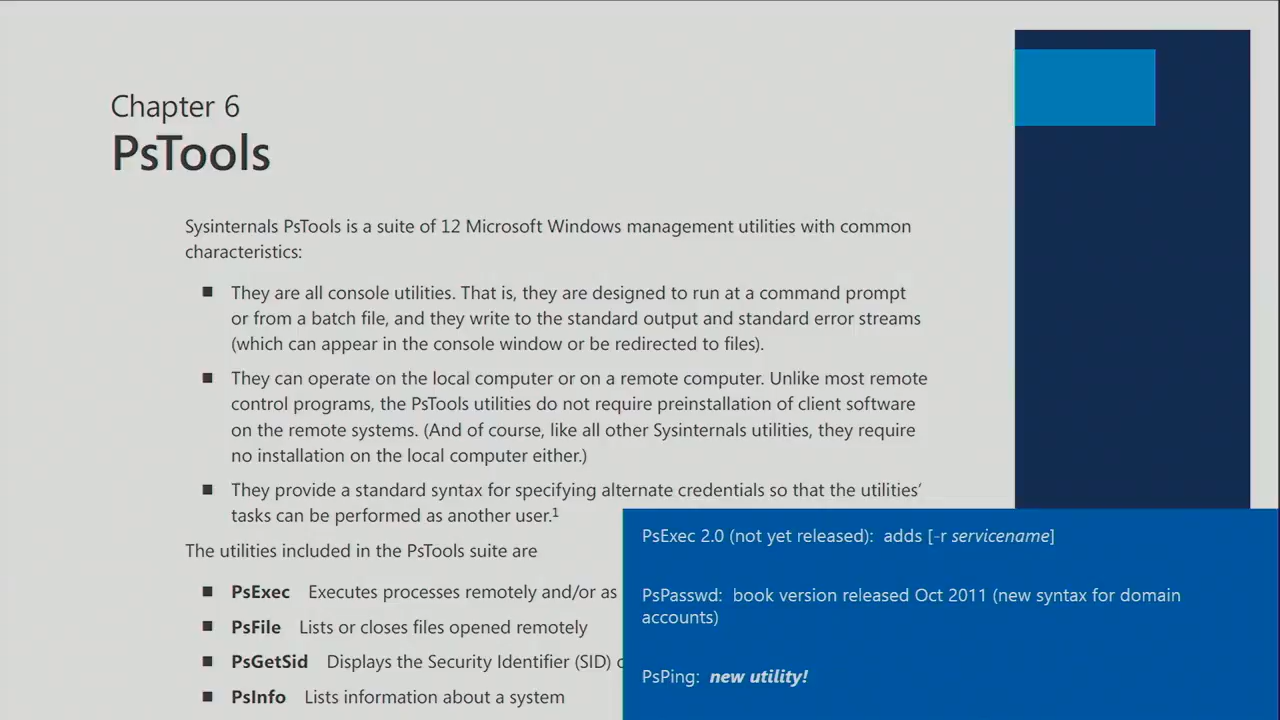 Chapter 6
PsTools
Sysinternals PsTools is a suite of 12 Microsoft Windows management utilities with common
characteristics:
■ They are all console utilities. That is, they are designed to run at a command prompt
or from a batch file, and they write to the standard output and standard error streams
(which can appear in the console window or be redirected to files).
■ They can operate on the local computer or on a remote computer. Unlike most remote
control programs, the PsTools utilities do not require preinstallation of client software
on the remote systems. (And of course, like all other Sysinternals utilities, they require
no installation on the local computer either.)
■ They provide a standard syntax for specifying alternate credentials so that the utilities’
tasks can be performed as another user.¹
The utilities included in the PsTools suite are
■ PsExec Executes processes remotely and/or as
■ PsFile Lists or closes files opened remotely
■ PsGetSid Displays the Security Identifier (SID)
■ PsInfo Lists information about a system
PsExec 2.0 (not yet released): adds [-r servicename]
PsPasswd: book version released Oct 2011 (new syntax for domain
accounts)
PsPing: new utility!